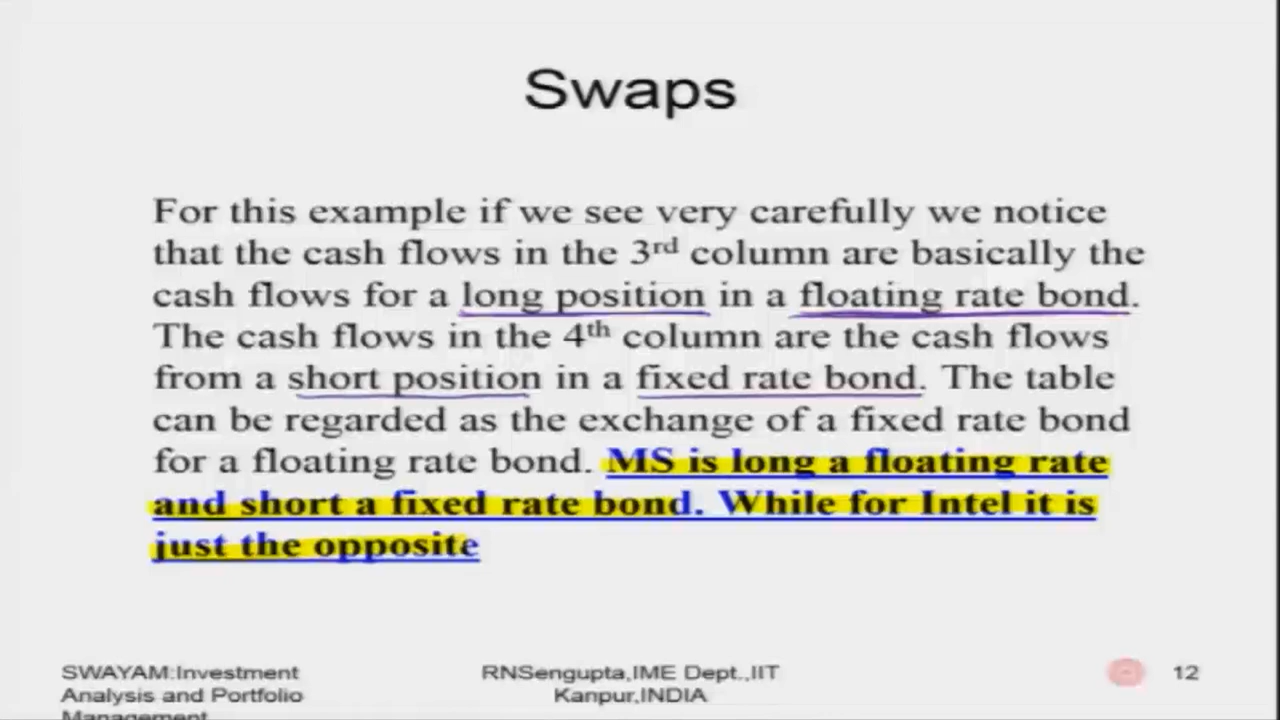 Swaps
For this example if we see very carefully we notice
that the cash flows in the 3rd column are basically the
cash flows for a long position in a floating rate bond.
The cash flows in the 4th column are the cash flows
from a short position in a fixed rate bond. The table
can be regarded as the exchange of a fixed rate bond
for a floating rate bond. MS is long a floating rate
and short a fixed rate bond. While for Intel it is
just the opposite
SWAYAM:Investment
Analysis and Portfolio
Management
RNSengupta,IME Dept.,IIT
Kanpur,INDIA
12